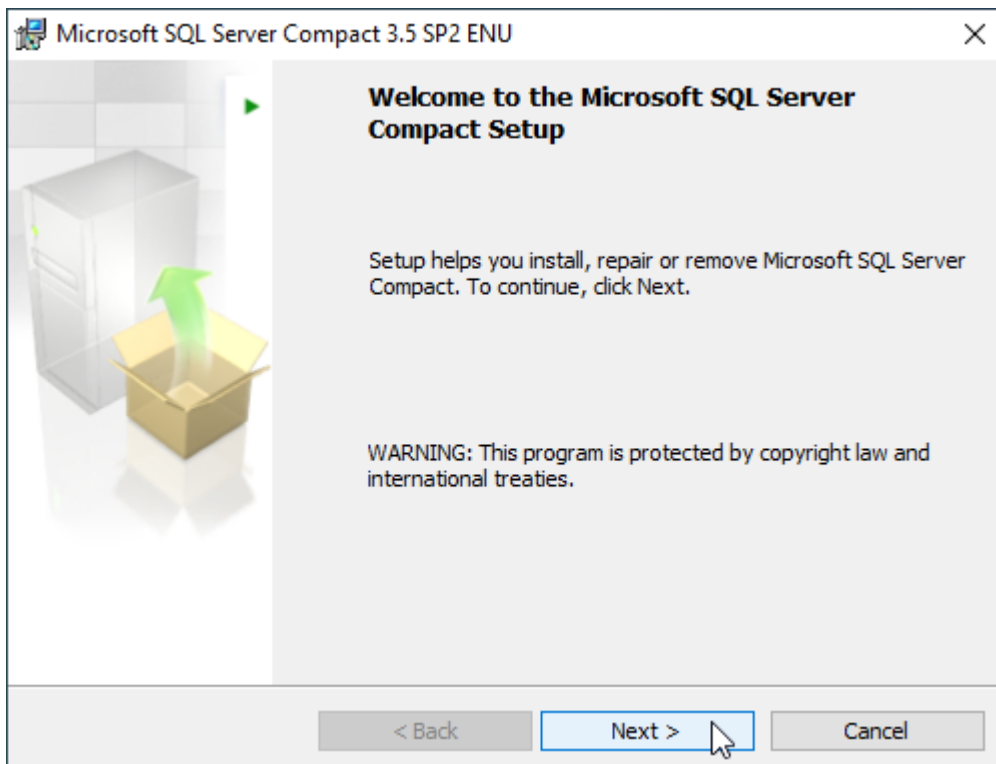 Microsoft SQL Server Compact 3.5 SP2 ENU
Welcome to the Microsoft SQL Server
Compact Setup
Setup helps you install, repair or remove Microsoft SQL Server
Compact. To continue, click Next.
WARNING: This program is protected by copyright law and
international treaties.
< Back
Next >
Cancel